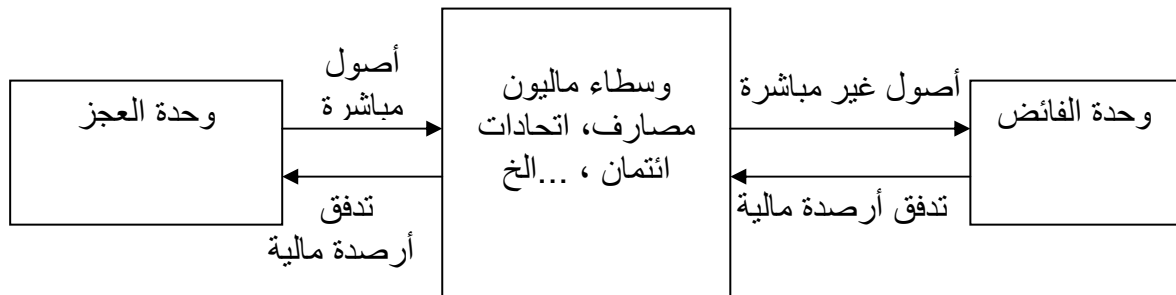 وحدة الفائض
أصول غير مباشرة
تدفق أرصدة مالية
وسطاء ماليون
مصارف، اتحادات
ائتمان ، ...الخ
أصول
مباشرة
تدفق
أرصدة مالية
وحدة العجز